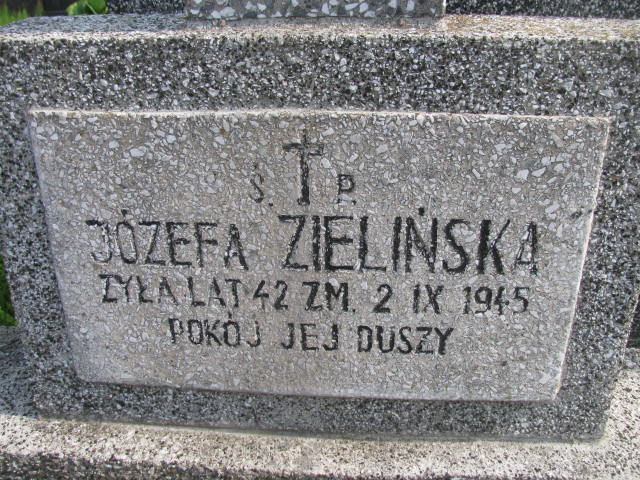 Ś. P.
JÓZEFA ZIELIŃSKA
ŻYŁA LAT 42 ZM. 2 IX 1945
POKÓJ JEJ DUSZY